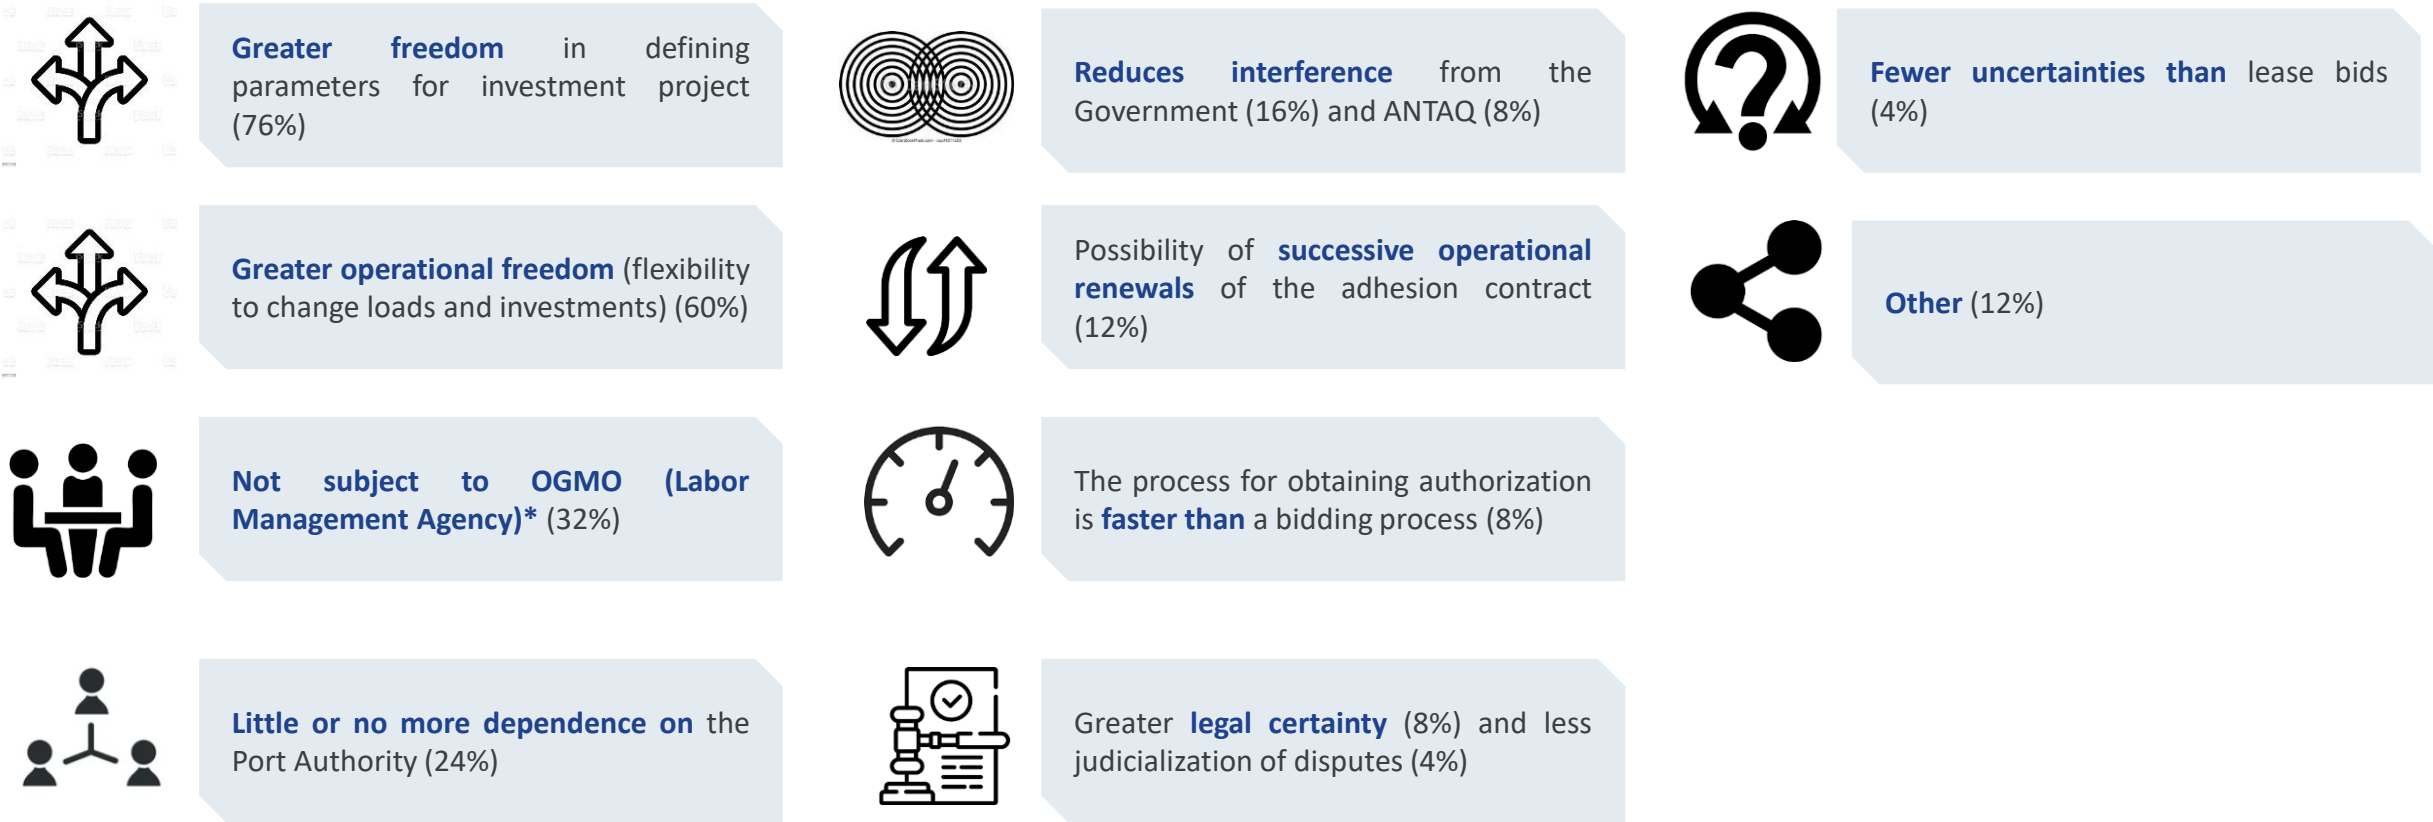 Greater freedom in defining
parameters for investment project
(76%)
Greater operational freedom (flexibility
to change loads and investments) (60%)
Not subject to OGMO (Labor
Management Agency)* (32%)
Little or no more dependence on the
Port Authority (24%)
Reduces interference from the
Government (16%) and ANTAQ (8%)
Possibility of successive operational
renewals of the adhesion contract
(12%)
The process for obtaining authorization
is faster than a bidding process (8%)
Greater legal certainty (8%) and less
judicialization of disputes (4%)
Fewer uncertainties than lease bids
(4%)
Other (12%)